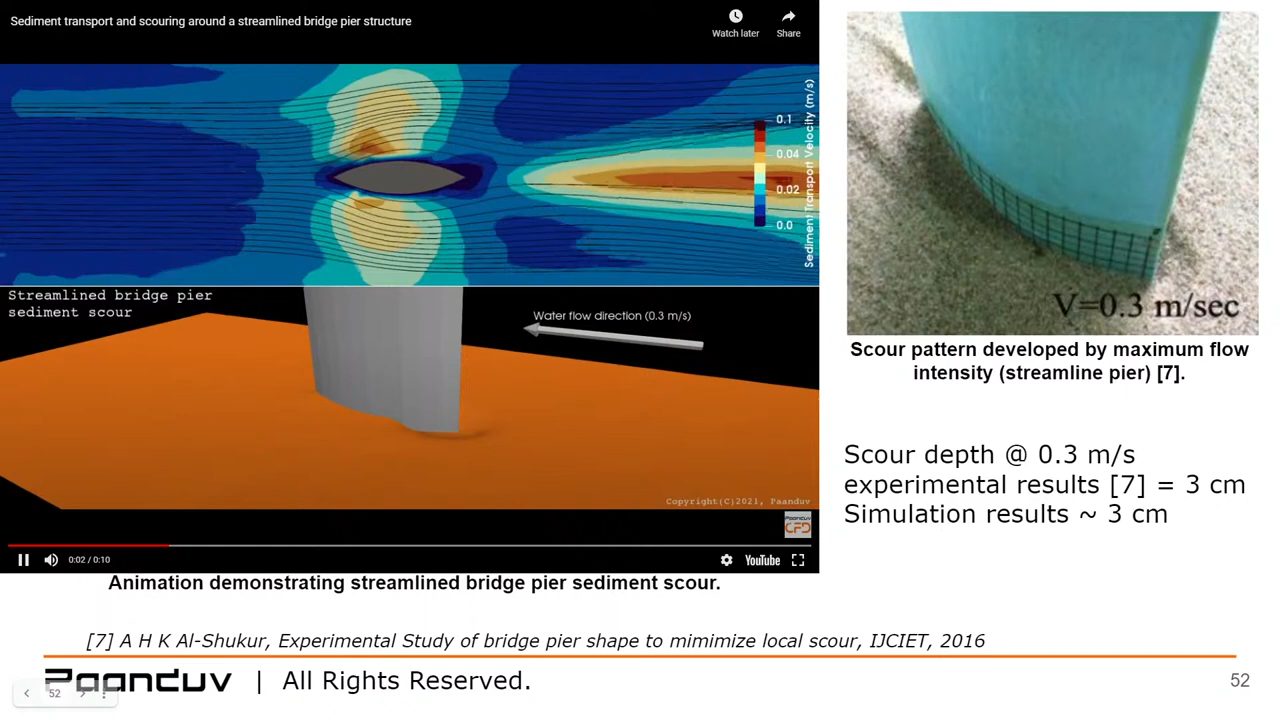 Sediment transport and scouring around a streamlined bridge pier structure
Watch later
Share
Sediment Transport Velocity (m/s)
0.1
0.04
0.02
0.0
Streamlined bridge pier
sediment scour
Water flow direction (0.3 m/s)
Copyright(C)2021, Paanduv
Paanduv
CFD
0:02 / 0:10
YouTube
Animation demonstrating streamlined bridge pier sediment scour.
V=0.3 m/sec
Scour pattern developed by maximum flow
intensity (streamline pier) [7].
Scour depth @ 0.3 m/s
experimental results [7] = 3 cm
Simulation results ~ 3 cm
[7] A H K Al-Shukur, Experimental Study of bridge pier shape to mimimize local scour, IJCIET, 2016
Paanduv | All Rights Reserved.
52
52